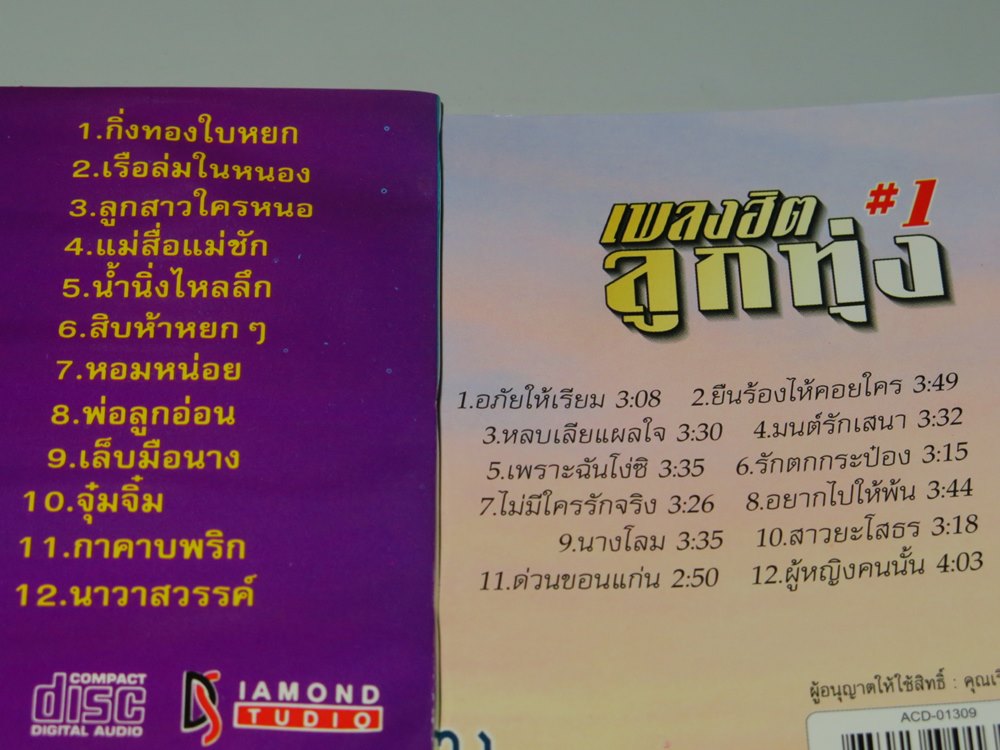 1.กิ่งทองใบหยก
2.เรือล่มในหนอง
3.ลูกสาวใครหนอ
4.แม่สื่อแม่ชัก
5.น้ำนิ่งไหลลึก
6.สิบห้าหยก ๆ
7.หอมหน่อย
8.พ่อลูกอ่อน
9.เล็บมือนาง
10.จุ๋มจิ๋ม
11.กาคาบพริก
12.นาวาสวรรค์
COMPACT
disc
DIGITAL AUDIO
DS IAMOND
TUDIO
เพลงฮิต #1
ลูกทุ่ง
1.อภัยให้เรียม 3:08 2.ยืนร้องไห้คอยใคร 3:49
3.หลบเลียแผลใจ 3:30 4.มนต์รักเสนา 3:32
5.เพราะฉันโง่ซิ 3:35 6.รักตกกระป๋อง 3:15
7.ไม่มีใครรักจริง 3:26 8.อยากไปให้พ้น 3:44
9.นางโลม 3:35 10.สาวยะโสธร 3:18
11.ด่วนขอนแก่น 2:50 12.ผู้หญิงคนนั้น 4:03
ผู้อนุญาตให้ใช้สิทธิ์ : คุณ
ACD-01309